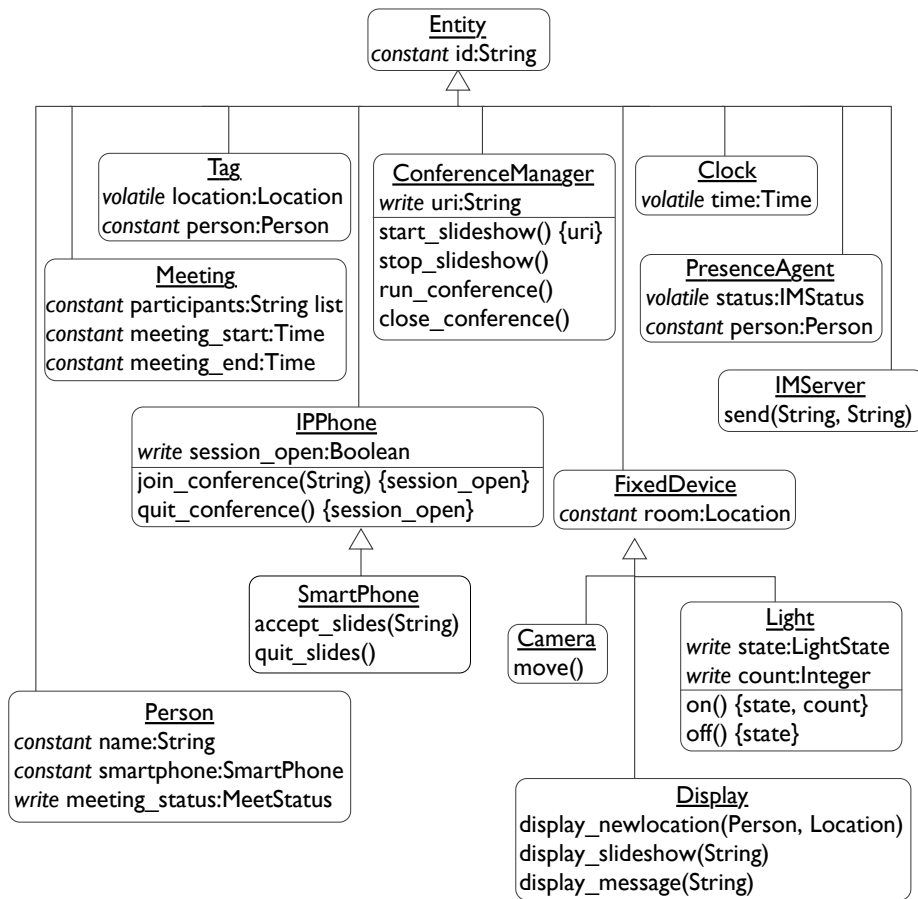 Entity
constant id:String
Tag
volatile location:Location
constant person:Person
ConferenceManager
write uri:String
start_slideshow() {uri}
stop_slideshow()
run_conference()
close_conference()
Clock
volatile time:Time
Meeting
constant participants:String list
constant meeting_start:Time
constant meeting_end:Time
PresenceAgent
volatile status:IMStatus
constant person:Person
IMServer
send(String, String)
IPPhone
write session_open:Boolean
join_conference(String) {session_open}
quit_conference() {session_open}
FixedDevice
constant room:Location
SmartPhone
accept_slides(String)
quit_slides()
Camera
move()
Light
write state:LightState
write count:Integer
on() {state, count}
off() {state}
Person
constant name:String
constant smartphone:SmartPhone
write meeting_status:MeetStatus
Display
display_newlocation(Person, Location)
display_slideshow(String)
display_message(String)